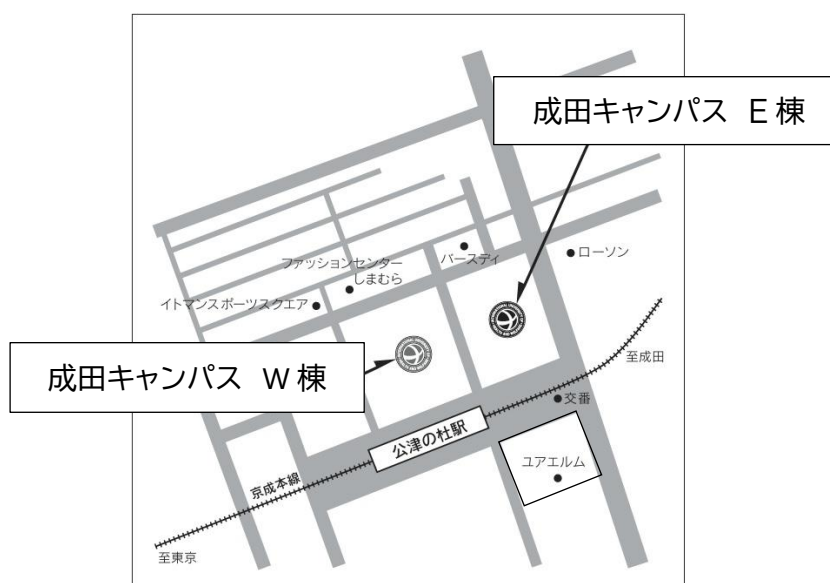 成田キャンパス E棟
ローソン
バースディ
ファッションセンター
しまむら
イトマンスポーツスクエア
至成田
成田キャンパス W棟
交番
公津の杜駅
ユアエルム
京成本線
至東京